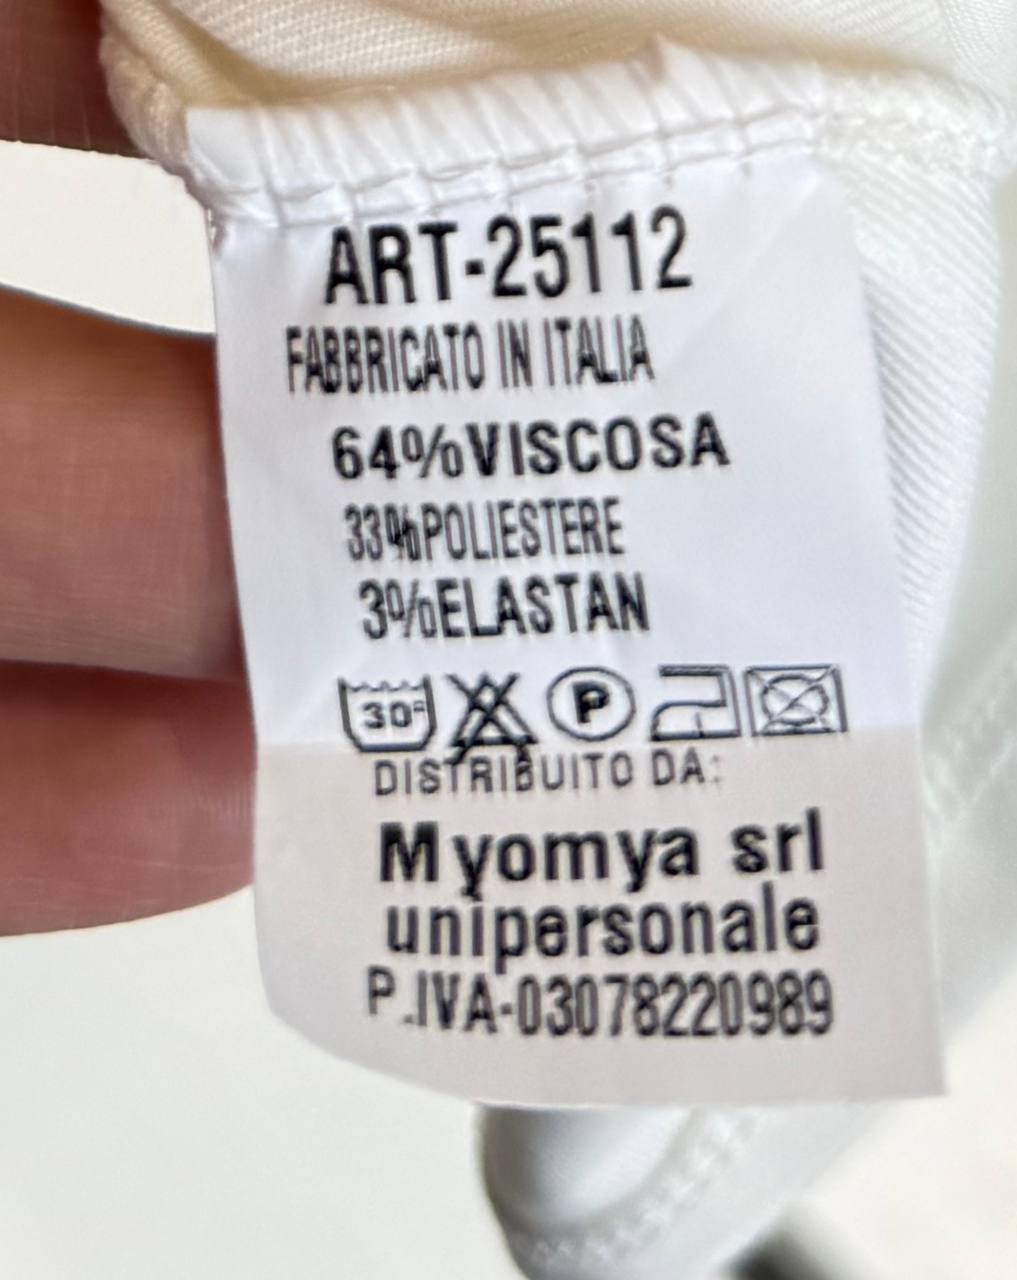 ART-25112
FABBRICATO IN ITALIA
64%VISCOSA
33%POLIESTERE
3%ELASTAN
30° P
DISTRIBUITO DA:
Myomya srl
unipersonale
P.IVA-03078220989